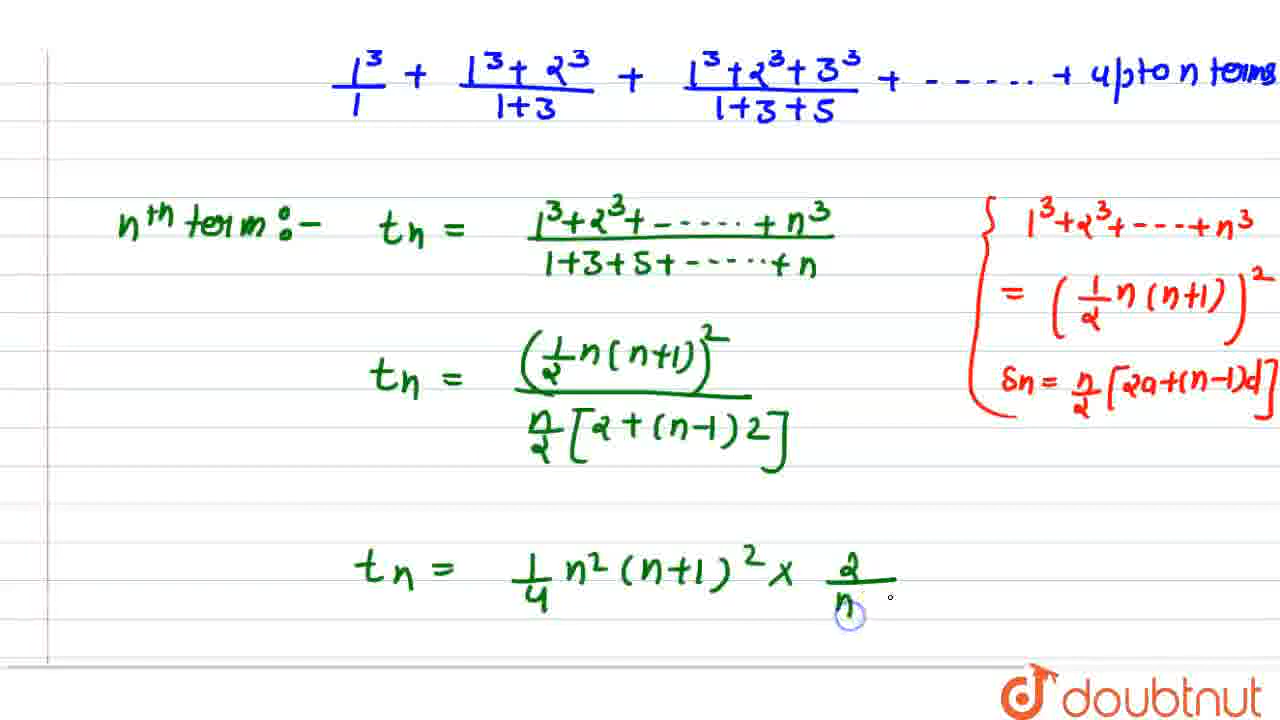 1³/1 + (1³+2³)/(1+3) + (1³+2³+3³)/(1+3+5) + ------ + upto n terms
nth term :- tn = (1³+2³+------+n³)/(1+3+5+------+n)
tn = (1/2 n(n+1))²/(n/2 [2+(n-1)2])
tn = 1/4 n² (n+1)² × 2/n
{ 1³+2³+----+n³
= (1/2 n (n+1))²
Sn = n/2 [2a+(n-1)d]
doubtnut